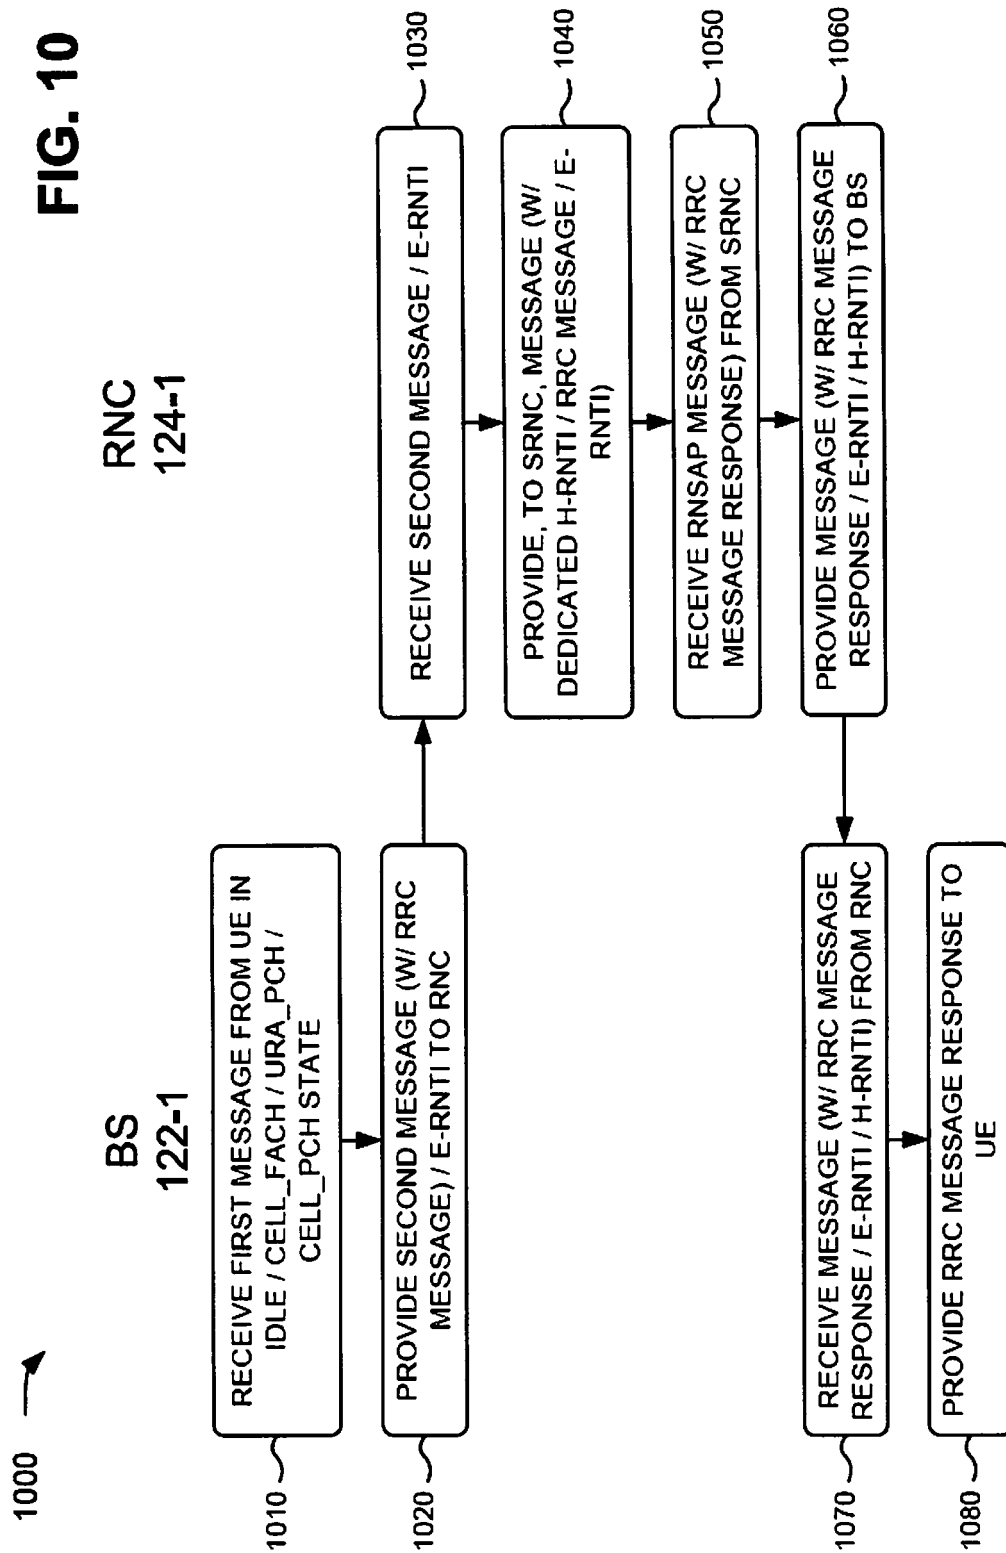 FIG. 10
1000
BS
122-1
RNC
124-1
1010
RECEIVE FIRST MESSAGE FROM UE IN
IDLE / CELL_FACH / URA_PCH /
CELL_PCH STATE
1020
PROVIDE SECOND MESSAGE (W/ RRC
MESSAGE) / E-RNTI TO RNC
RECEIVE SECOND MESSAGE / E-RNTI
1030
PROVIDE, TO SRNC, MESSAGE (W/
DEDICATED H-RNTI / RRC MESSAGE / E-
RNTI)
1040
RECEIVE RNSAP MESSAGE (W/ RRC
MESSAGE RESPONSE) FROM SRNC
1050
PROVIDE MESSAGE (W/ RRC MESSAGE
RESPONSE / E-RNTI / H-RNTI) TO BS
1060
1070
RECEIVE MESSAGE (W/ RRC MESSAGE
RESPONSE / E-RNTI / H-RNTI) FROM RNC
1080
PROVIDE RRC MESSAGE RESPONSE TO
UE